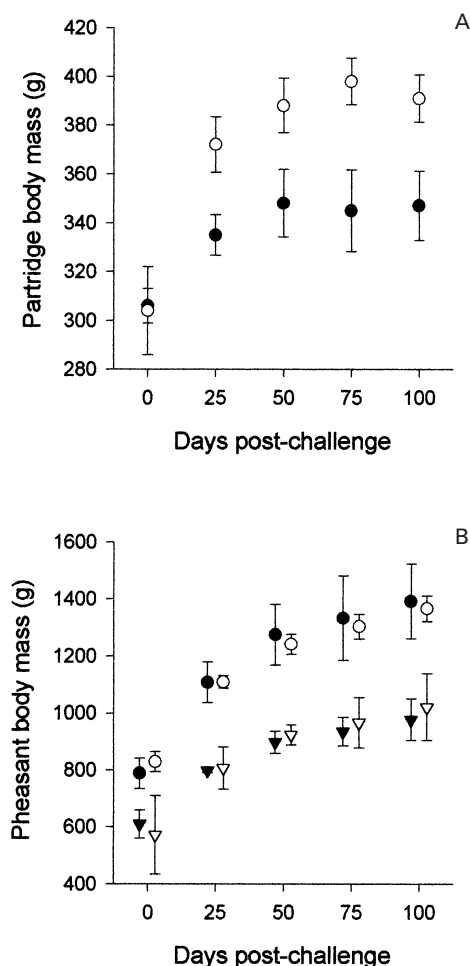 A
Partridge body mass (g)
420
400
380
360
340
320
300
280
0 25 50 75 100
Days post-challenge
B
Pheasant body mass (g)
1600
1400
1200
1000
800
600
400
0 25 50 75 100
Days post-challenge